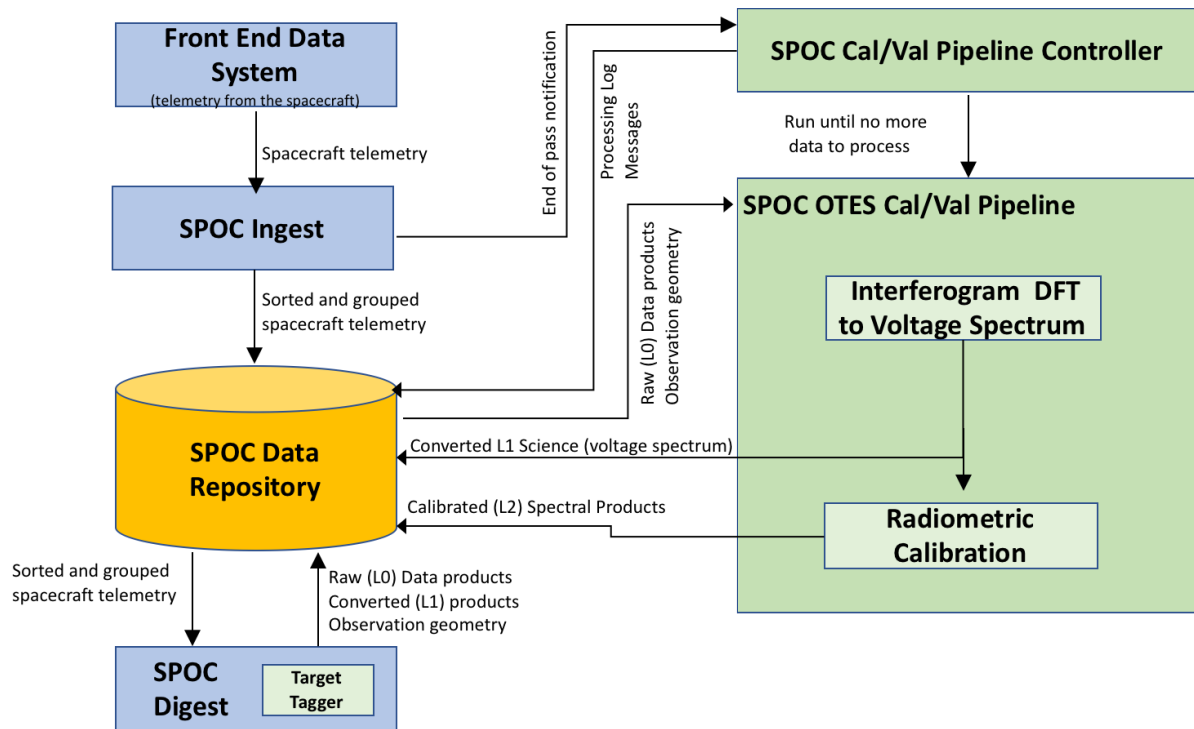 Front End Data
System
(telemetry from the spacecraft)
Spacecraft telemetry
SPOC Ingest
Sorted and grouped
spacecraft telemetry
SPOC Data
Repository
Sorted and grouped
spacecraft telemetry
Raw (L0) Data products
Converted (L1) products
Observation geometry
SPOC
Digest
Target
Tagger
End of pass notification
Processing Log
Messages
Raw (L0) Data products
Observation geometry
Converted L1 Science (voltage spectrum)
Calibrated (L2) Spectral Products
SPOC Cal/Val Pipeline Controller
Run until no more
data to process
SPOC OTES Cal/Val Pipeline
Interferogram DFT
to Voltage Spectrum
Radiometric
Calibration